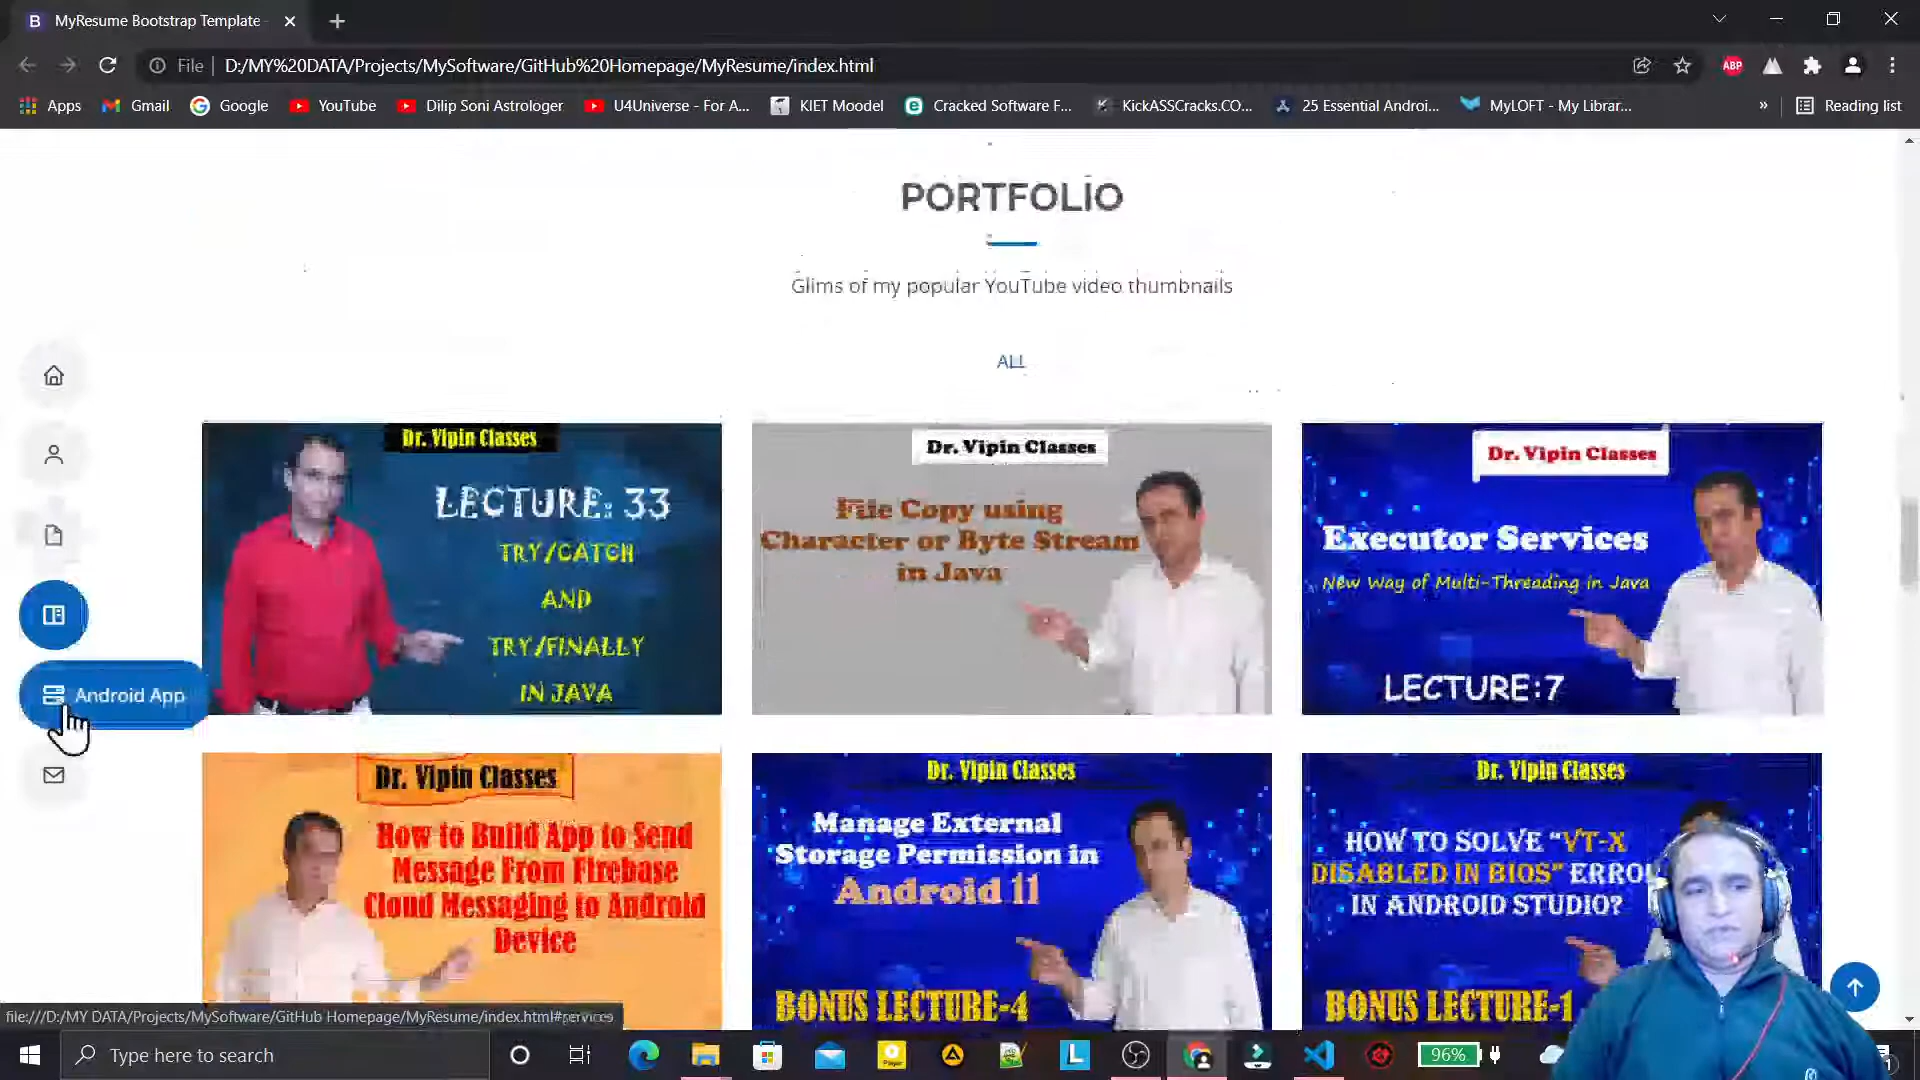 B MyResume Bootstrap Template
File D:/MY%20DATA/Projects/MySoftware/GitHub%20Homepage/MyResume/index.html
ABP
Apps Gmail Google YouTube Dilip Soni Astrologer U4Universe - For A... KIET Moodel Cracked Software F... KickASSCracks.CO... 25 Essential Androi... MyLOFT - My Librar... » Reading list
PORTFOLIO
Glims of my popular YouTube video thumbnails
ALL
Dr. Vipin Classes
LECTURE: 33
TRY/CATCH
AND
TRY/FINALLY
IN JAVA
Dr. Vipin Classes
File Copy using
Character or Byte Stream
in Java
Dr. Vipin Classes
Executor Services
New Way of Multi-Threading in Java
LECTURE:7
Android App
Dr. Vipin Classes
How to Build App to Send
Message From Firebase
Cloud Messaging to Android
Device
Dr. Vipin Classes
Manage External
Storage Permission in
Android 11
BONUS LECTURE-4
Dr. Vipin Classes
HOW TO SOLVE "VT-X
DISABLED IN BIOS" ERRO
IN ANDROID STUDIO?
BONUS LECTURE-1
file:///D:/MY DATA/Projects/MySoftware/GitHub Homepage/MyResume/index.html#services
Type here to search
96%